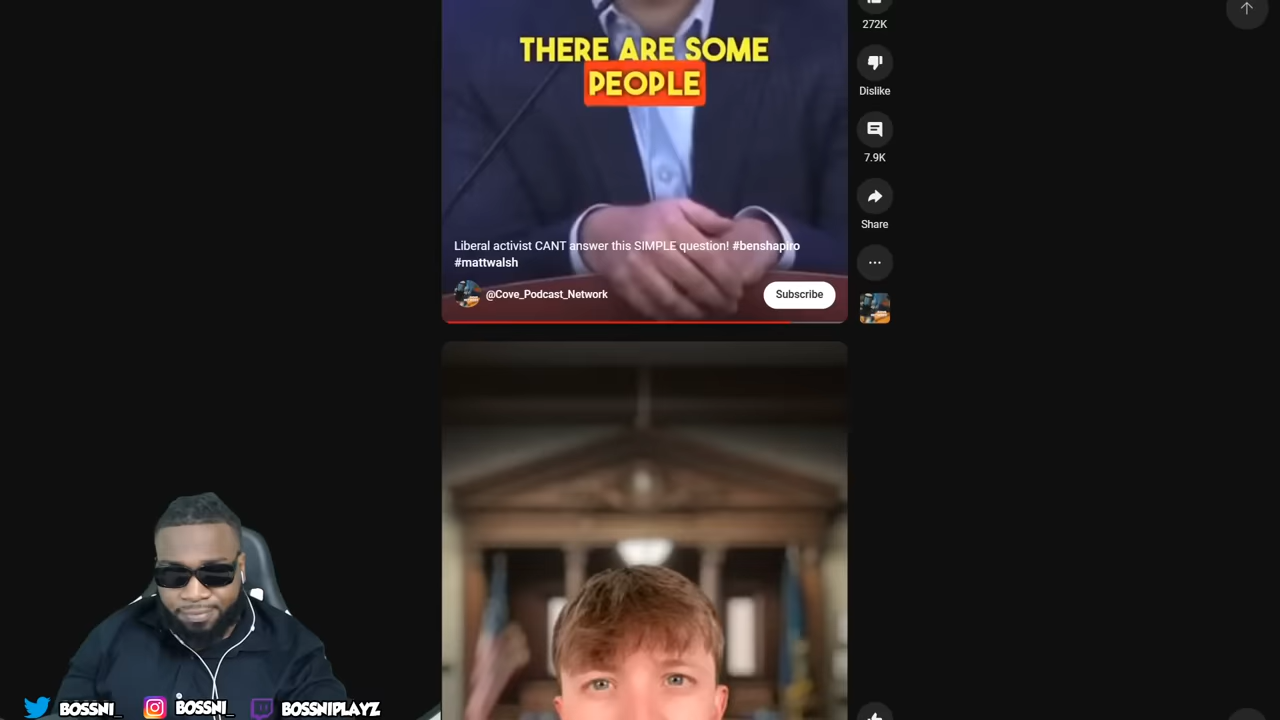 THERE ARE SOME
PEOPLE
272K
Dislike
7.9K
Share
Liberal activist CANT answer this SIMPLE question! #benshapiro
#mattwalsh
@Cove_Podcast_Network
Subscribe
BOSSNI_
BOSSNI_
BOSSNIPLAYZ